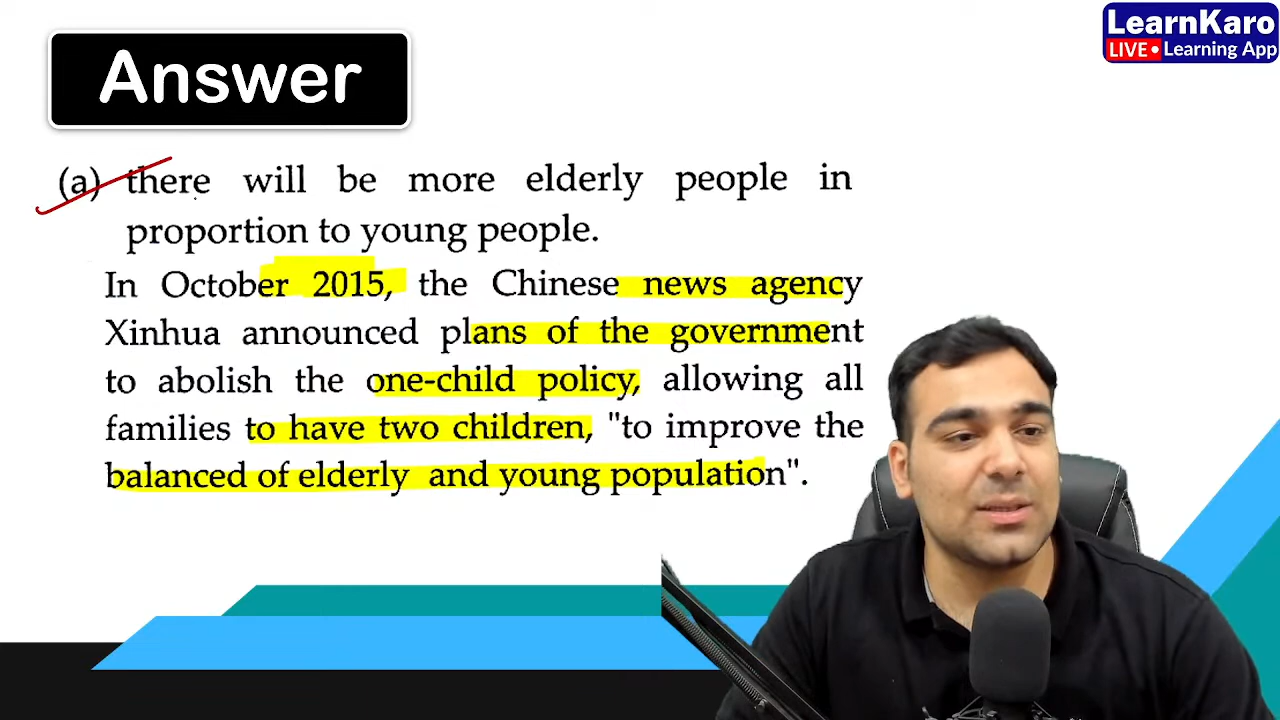 LearnKaro
LIVE • Learning App
Answer
(a) there will be more elderly people in
proportion to young people.
In October 2015, the Chinese news agency
Xinhua announced plans of the government
to abolish the one-child policy, allowing all
families to have two children, "to improve the
balanced of elderly and young population".